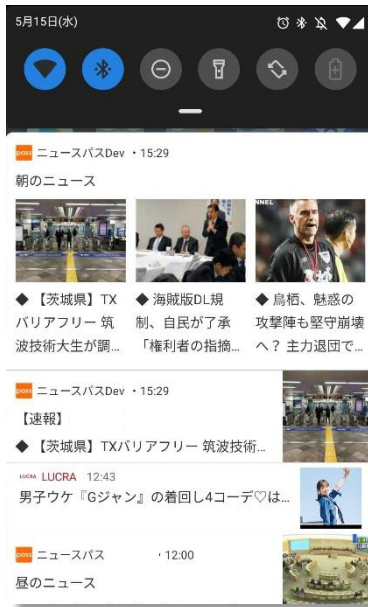 5月15日(水)
pass ニュースパスDev ・15:29
朝のニュース
NNEL
◆ 【茨城県】TX
バリアフリー 筑
波技術大生が調…
◆ 海賊版DL規
制、自民が了承
「権利者の指摘…
◆ 鳥栖、魅惑の
攻撃陣も堅守崩壊
へ？ 主力退団で…
pass ニュースパスDev ・15:29
【速報】
◆ 【茨城県】TXバリアフリー 筑波技術…
LUCRA LUCRA 12:43
男子ウケ『Gジャン』の着回し4コーデ♡は…
pass ニュースパス ・12:00
昼のニュース